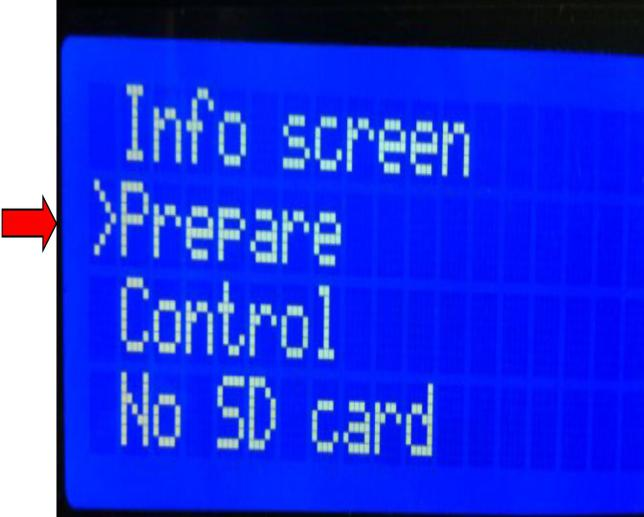 Info screen
>Prepare
Control
No SD card